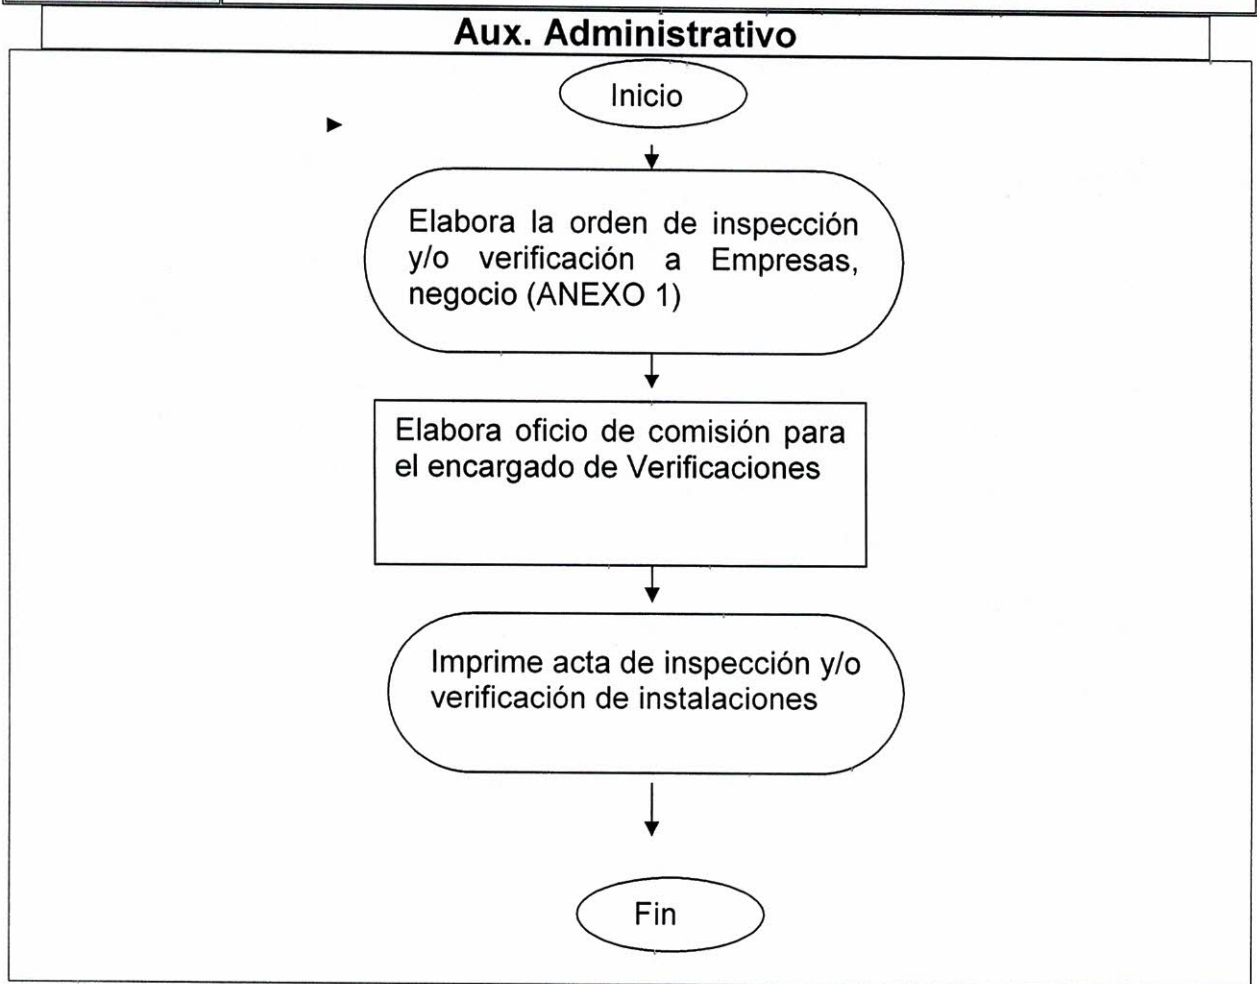 Aux. Administrativo
Inicio
Elabora la orden de inspección
y/o verificación a Empresas,
negocio (ANEXO 1)
Elabora oficio de comisión para
el encargado de Verificaciones
Imprime acta de inspección y/o
verificación de instalaciones
Fin